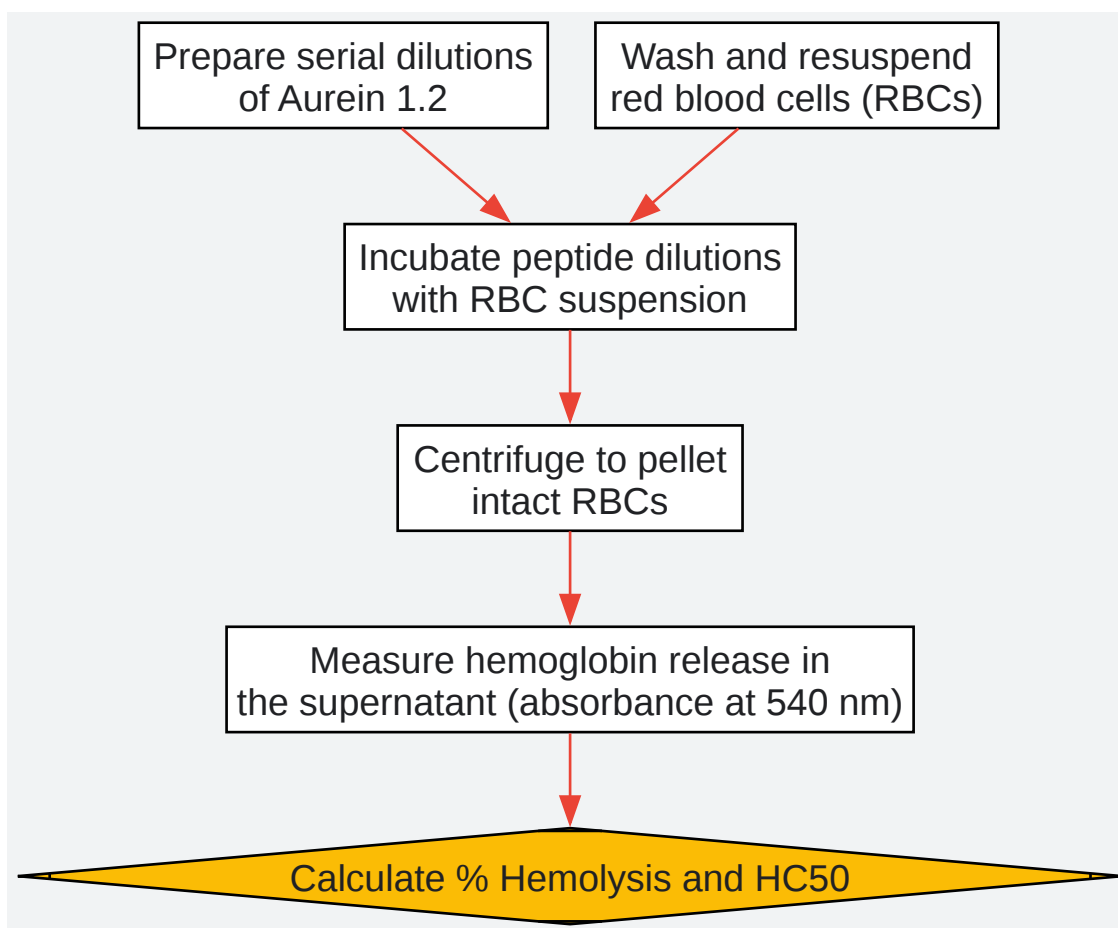 Prepare serial dilutions
of Aurein 1.2
Wash and resuspend
red blood cells (RBCs)
Incubate peptide dilutions
with RBC suspension
Centrifuge to pellet
intact RBCs
Measure hemoglobin release in
the supernatant (absorbance at 540 nm)
Calculate % Hemolysis and HC50